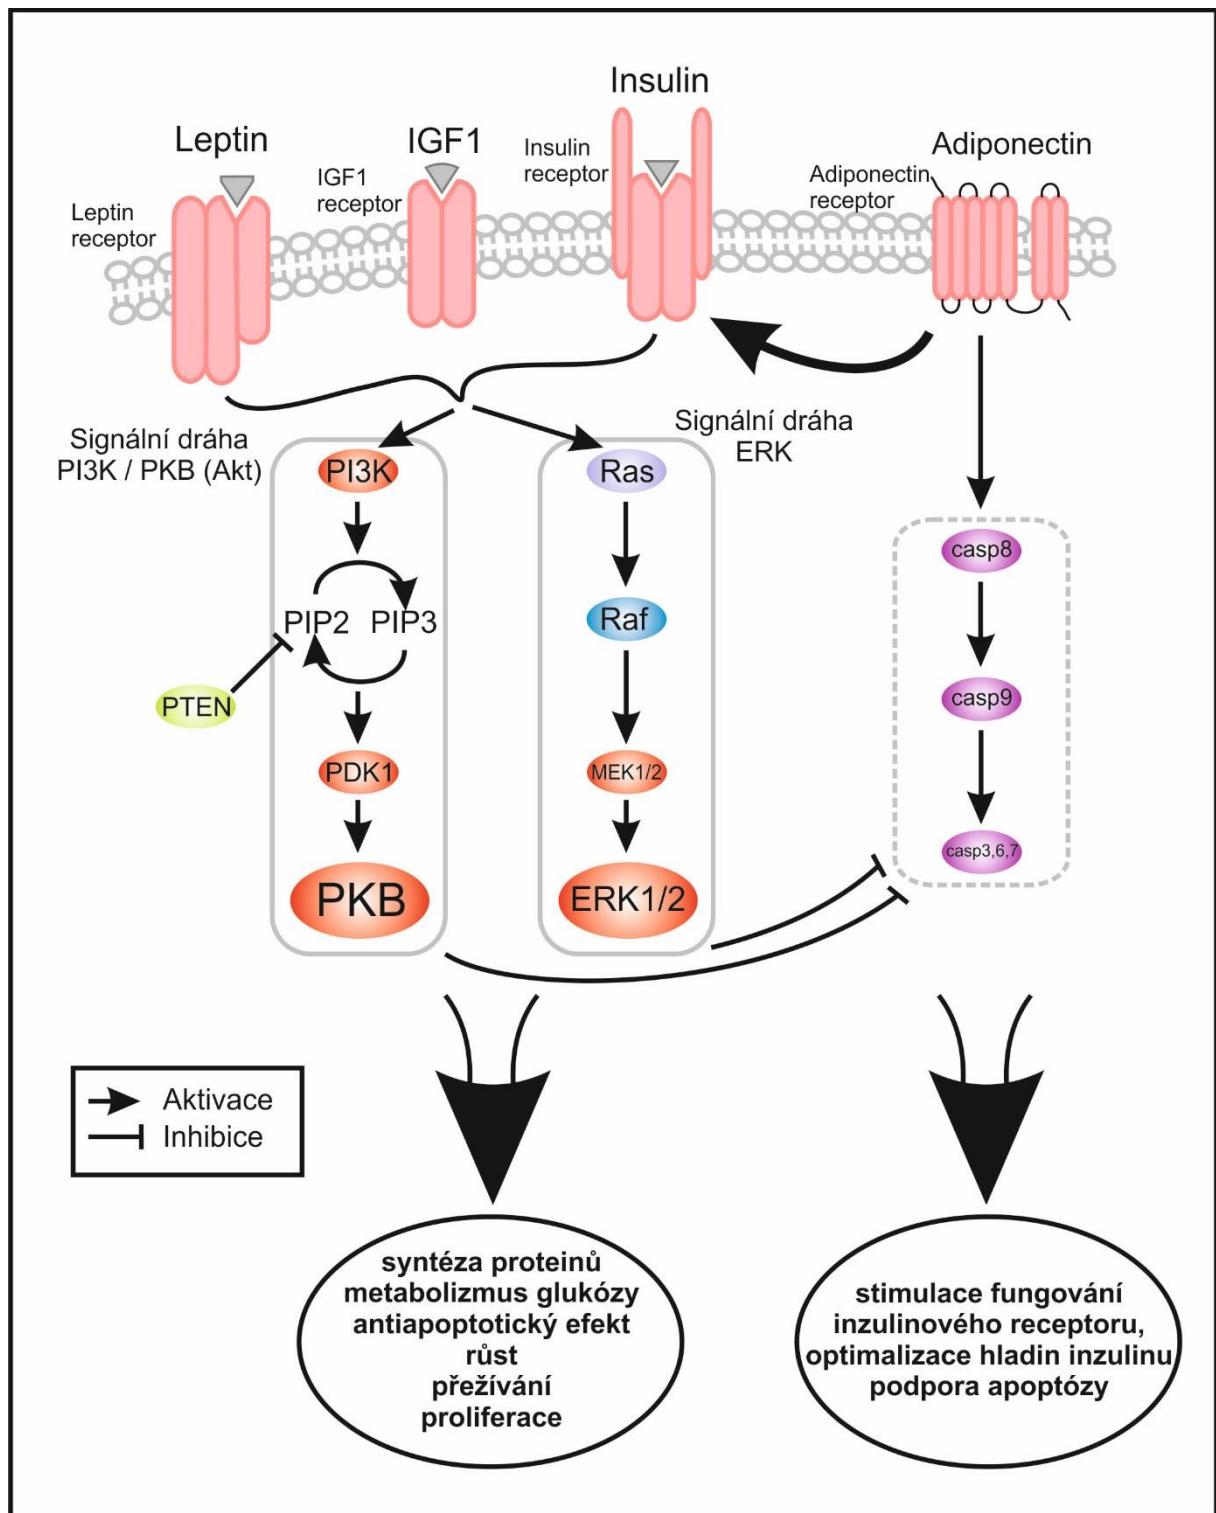 Insulin
Leptin
IGF1
Adiponectin
Insulin
receptor
IGF1
receptor
Adiponectin
receptor
Leptin
receptor
Signální dráha
PI3K / PKB (Akt)
Signální dráha
ERK
PI3K
Ras
casp8
PIP2
PIP3
Raf
PTEN
casp9
PDK1
MEK1/2
casp3,6,7
PKB
ERK1/2
Aktivace
Inhibice
syntéza proteinů
metabolizmus glukózy
antiapoptotický efekt
růst
přežívání
proliferace
stimulace fungování
inzulinového receptoru,
optimalizace hladin inzulinu
podpora apoptózy